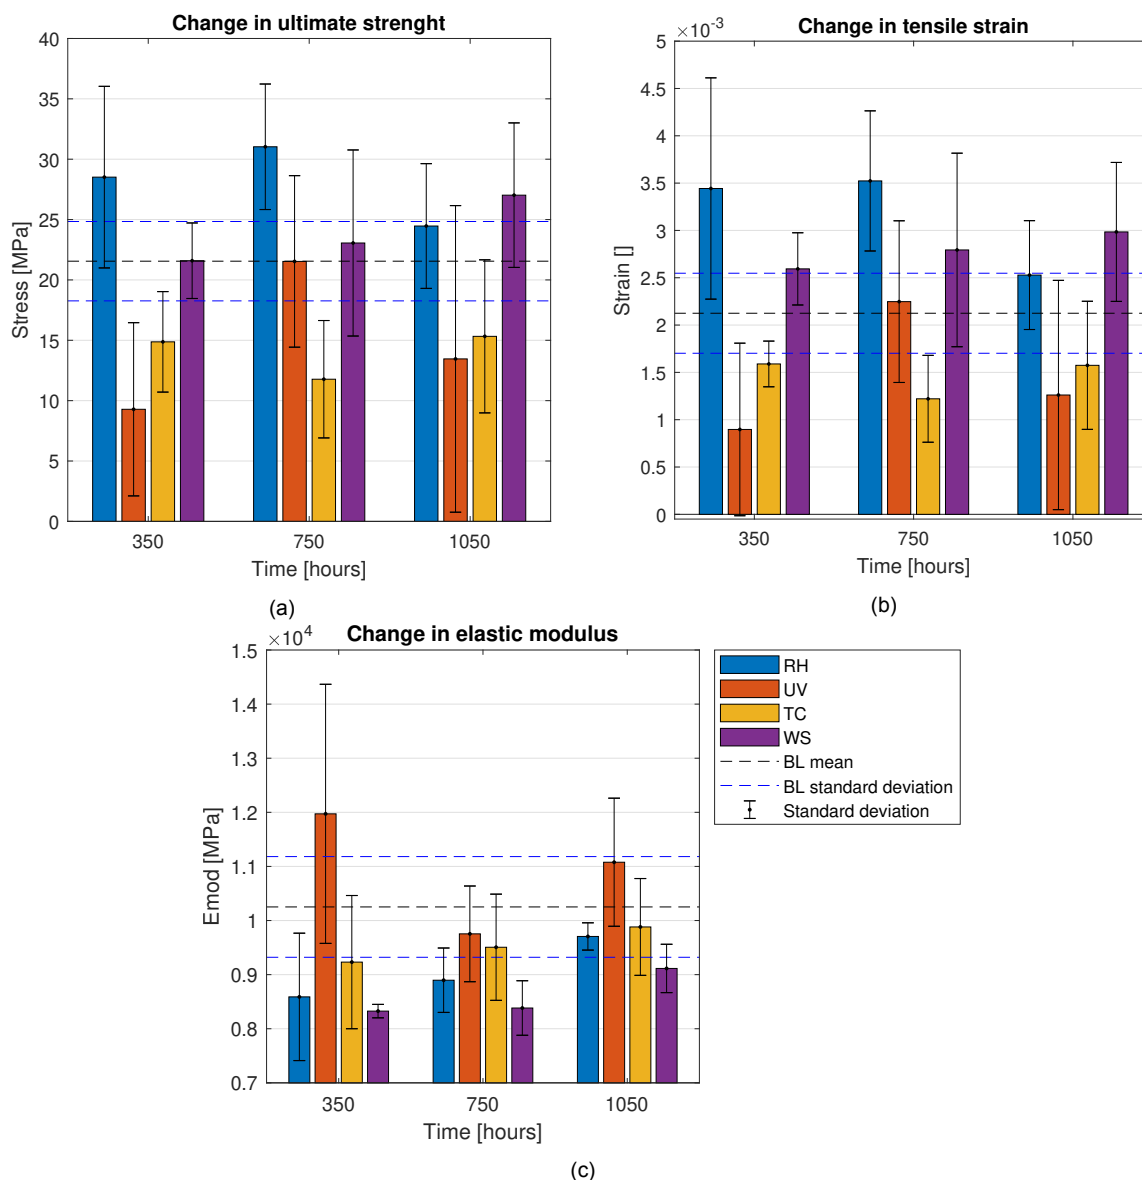 Change in ultimate strenght
40
35
30
25
20
15
10
5
0
Stress [MPa]
350 750 1050
Time [hours]
(a)
×10⁻³
Change in tensile strain
5
4.5
4
3.5
3
2.5
2
1.5
1
0.5
0
Strain []
350 750 1050
Time [hours]
(b)
×10⁴
Change in elastic modulus
1.5
1.4
1.3
1.2
1.1
1
0.9
0.8
0.7
Emod [MPa]
350 750 1050
Time [hours]
(c)
RH
UV
TC
WS
BL mean
BL standard deviation
Standard deviation